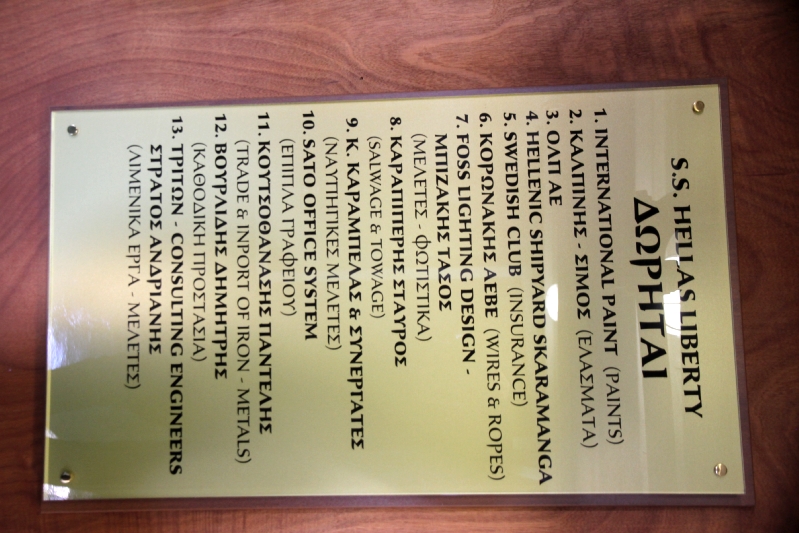 S.S. HELLAS LIBERTY
ΔΩΡΗΤΑΙ
1. INTERNATIONAL PAINT (PAINTS)
2. ΚΑΛΠΙΝΗΣ - ΣΙΜΟΣ (ΕΛΑΣΜΑΤΑ)
3. ΟΛΠ ΑΕ
4. HELLENIC SHIPYARD SKARAMANGA
5. SWEDISH CLUB (INSURANCE)
6. ΚΟΡΩΝΑΚΗΣ ΑΕΒΕ (WIRES & ROPES)
7. FOSS LIGHTING DESIGN -
ΜΠΙΖΑΚΗΣ ΤΑΣΟΣ
(ΜΕΛΕΤΕΣ - ΦΩΤΙΣΤΙΚΑ)
8. ΚΑΡΑΠΙΠΕΡΗΣ ΣΤΑΥΡΟΣ
(SALWAGE & TOWAGE)
9. Κ. ΚΑΡΑΜΠΕΛΑΣ & ΣΥΝΕΡΓΑΤΕΣ
(ΝΑΥΠΗΓΙΚΕΣ ΜΕΛΕΤΕΣ)
10. SATO OFFICE SYSTEM
(ΕΠΙΠΛΑ ΓΡΑΦΕΙΟΥ)
11. ΚΟΥΤΣΟΘΑΝΑΣΗΣ ΠΑΝΤΕΛΗΣ
(TRADE & INPORT OF IRON - METALS)
12. ΒΟΥΡΛΙΔΗΣ ΔΗΜΗΤΡΗΣ
(ΚΑΘΟΔΙΚΗ ΠΡΟΣΤΑΣΙΑ)
13. ΤΡΙΤΩΝ - CONSULTING ENGINEERS
ΣΤΡΑΤΟΣ ΑΝΔΡΙΑΝΗΣ
(ΛΙΜΕΝΙΚΑ ΕΡΓΑ - ΜΕΛΕΤΕΣ)